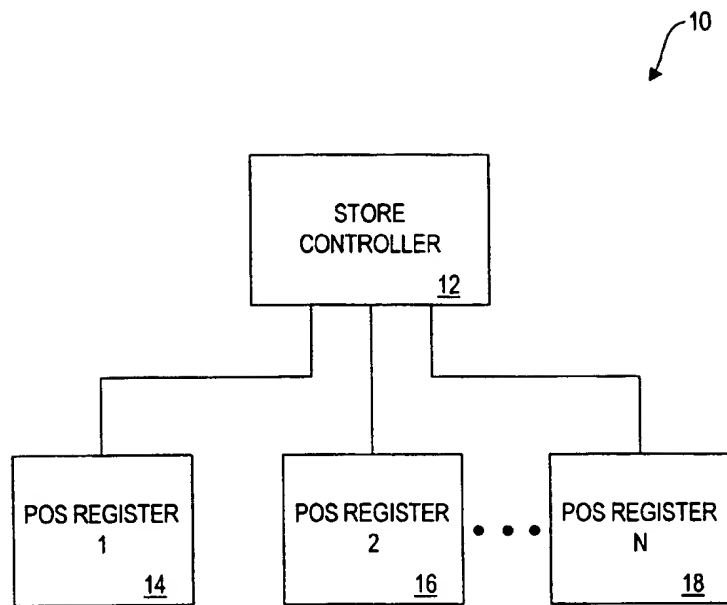 10
STORE
CONTROLLER
12
POS REGISTER
1
14
POS REGISTER
2
16
POS REGISTER
N
18